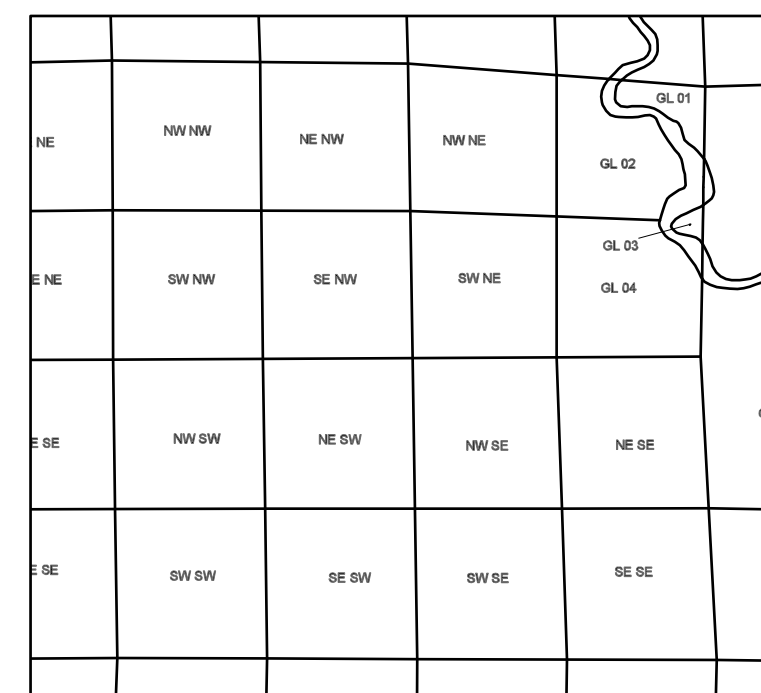 GL 01
NE
NW NW
NE NW
NW NE
GL 02
GL 03
E NE
SW NW
SE NW
SW NE
GL 04
E SE
NW SW
NE SW
NW SE
NE SE
E SE
SW SW
SE SW
SW SE
SE SE